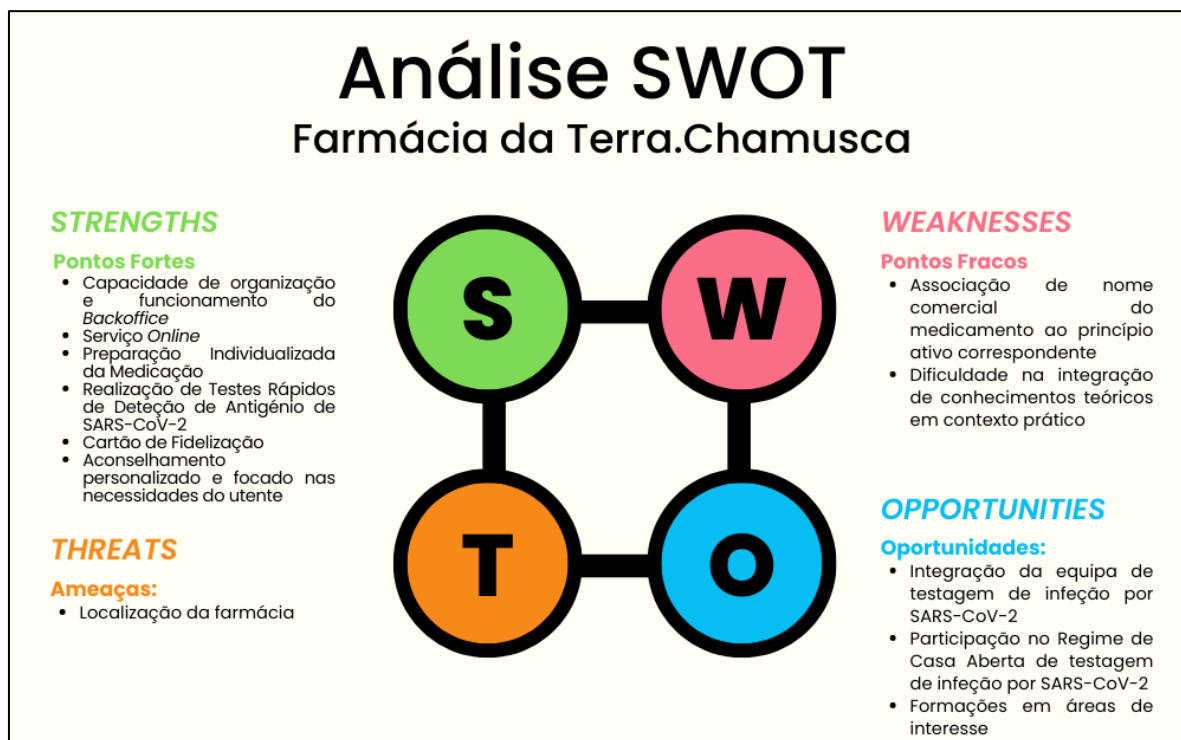 Análise SWOT
Farmácia da Terra.Chamusca
STRENGTHS
Pontos Fortes
• Capacidade de organização
e funcionamento do
Backoffice
• Serviço Online
• Preparação Individualizada
da Medicação
• Realização de Testes Rápidos
de Deteção de Antigénio de
SARS-CoV-2
• Cartão de Fidelização
• Aconselhamento
personalizado e focado nas
necessidades do utente
S
W
T
O
WEAKNESSES
Pontos Fracos
• Associação de nome
comercial do
medicamento ao princípio
ativo correspondente
• Dificuldade na integração
de conhecimentos teóricos
em contexto prático
THREATS
Ameaças:
• Localização da farmácia
OPPORTUNITIES
Oportunidades:
• Integração da equipa de
testagem de infeção por
SARS-CoV-2
• Participação no Regime de
Casa Aberta de testagem
de infeção por SARS-CoV-2
• Formações em áreas de
interesse